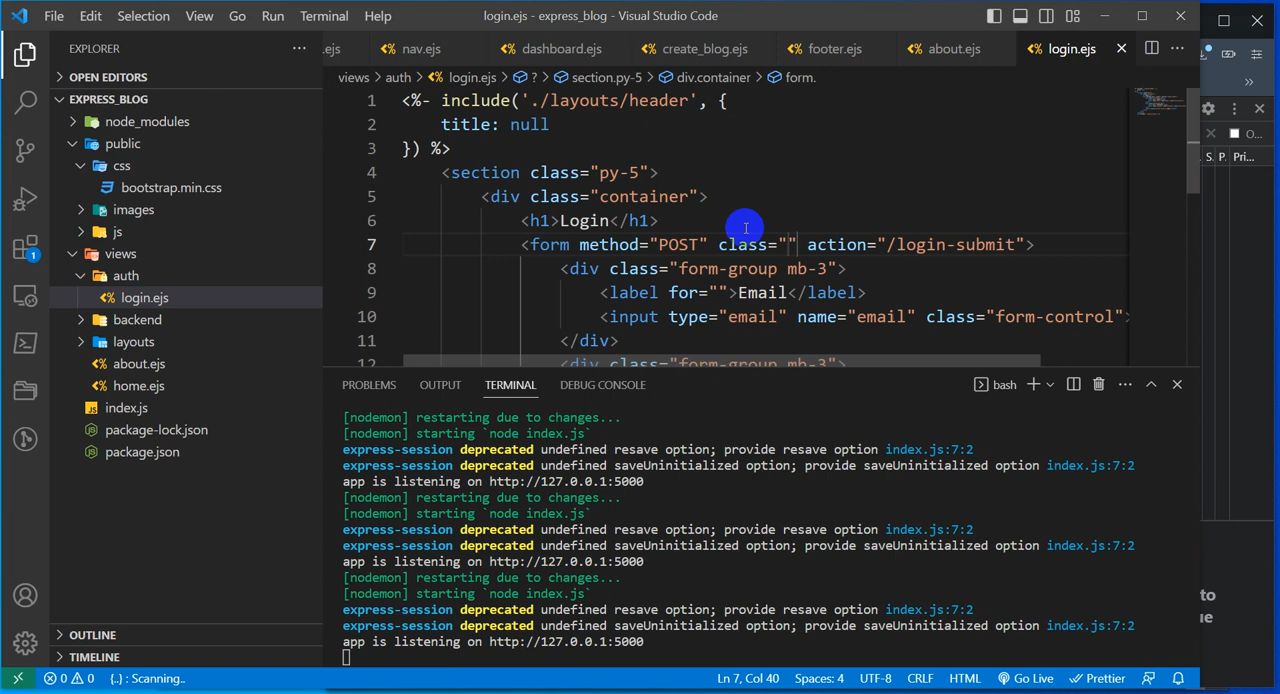 File Edit Selection View Go Run Terminal Help login.ejs - express_blog - Visual Studio Code
EXPLORER
.ejs nav.ejs dashboard.ejs create_blog.ejs footer.ejs about.ejs login.ejs
OPEN EDITORS
EXPRESS_BLOG
node_modules
public
css
bootstrap.min.css
images
js
views
auth
login.ejs
backend
layouts
about.ejs
home.ejs
index.js
package-lock.json
package.json
OUTLINE
TIMELINE
1
views > auth > login.ejs > ? > section.py-5 > div.container > form.
1 <%- include('./layouts/header', {
2 title: null
3 }) %>
4 <section class="py-5">
5 <div class="container">
6 <h1>Login</h1>
7 <form method="POST" class="" action="/login-submit">
8 <div class="form-group mb-3">
9 <label for="">Email</label>
10 <input type="email" name="email" class="form-control">
11 </div>
12 <div class="form-group mb-3">
PROBLEMS OUTPUT TERMINAL DEBUG CONSOLE bash
[nodemon] restarting due to changes...
[nodemon] starting `node index.js`
express-session deprecated undefined resave option; provide resave option index.js:7:2
express-session deprecated undefined saveUninitialized option; provide saveUninitialized option index.js:7:2
app is listening on http://127.0.0.1:5000
[nodemon] restarting due to changes...
[nodemon] starting `node index.js`
express-session deprecated undefined resave option; provide resave option index.js:7:2
express-session deprecated undefined saveUninitialized option; provide saveUninitialized option index.js:7:2
app is listening on http://127.0.0.1:5000
[nodemon] restarting due to changes...
[nodemon] starting `node index.js`
express-session deprecated undefined resave option; provide resave option index.js:7:2
express-session deprecated undefined saveUninitialized option; provide saveUninitialized option index.js:7:2
app is listening on http://127.0.0.1:5000
0 0 {..} : Scanning.. Ln 7, Col 40 Spaces: 4 UTF-8 CRLF HTML Go Live Prettier
O...
S. P. Pri...
to
ue